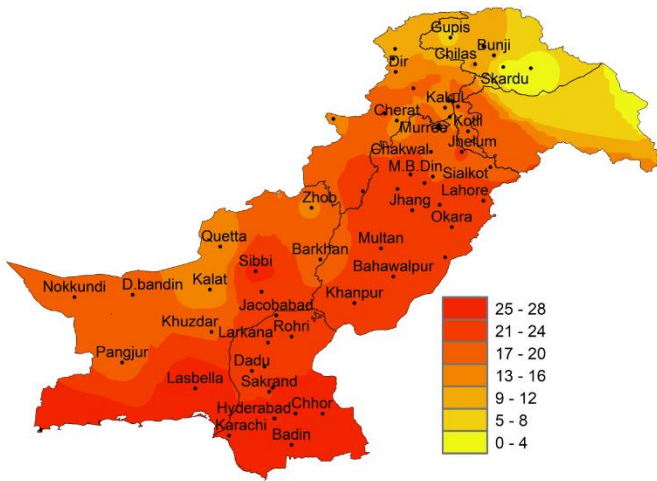 Gupis
Bunji
Chilas
Dir
Skardu
Kakul
Cherat
Kotli
Murree
Jhelum
Chakwal
M.B.Din
Sialkot
Lahore
Zhob
Jhang
Okara
Quetta
Multan
Barkhan
Sibbi
Kalat
Bahawalpur
Nokkundi
D.bandin
Khanpur
Jacobabad
Khuzdar
Rohri
Larkana
Pangjur
Dadu
Lasbella
Sakrand
Hyderabad
Chhor
Karachi
Badin
25 - 28
21 - 24
17 - 20
13 - 16
9 - 12
5 - 8
0 - 4